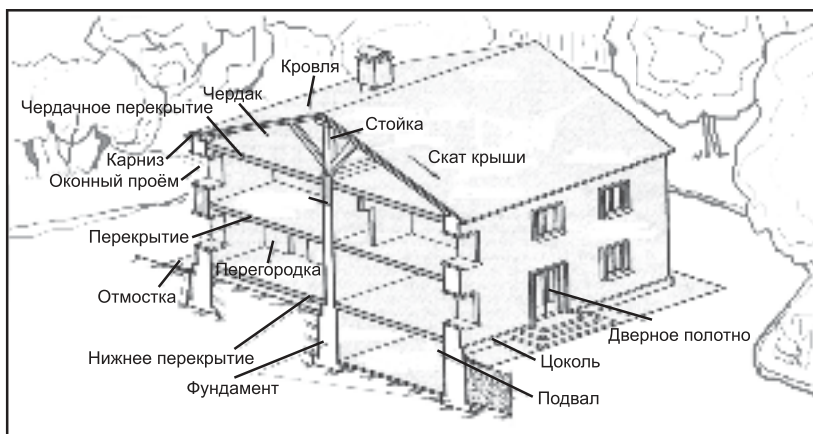 Кровля
Чердак
Чердачное перекрытие
Стойка
Карниз
Скат крыши
Оконный проём
Перекрытие
Перегородка
Отмостка
Дверное полотно
Нижнее перекрытие
Цоколь
Фундамент
Подвал